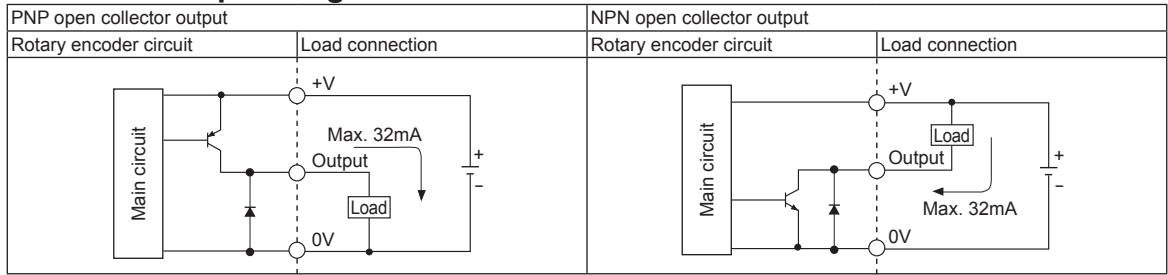 PNP open collector output
NPN open collector output
Rotary encoder circuit
Load connection
Rotary encoder circuit
Load connection
Main circuit
+V
Max. 32mA
Output
Load
0V
+
−
Main circuit
+V
Load
Output
Max. 32mA
0V
+
−